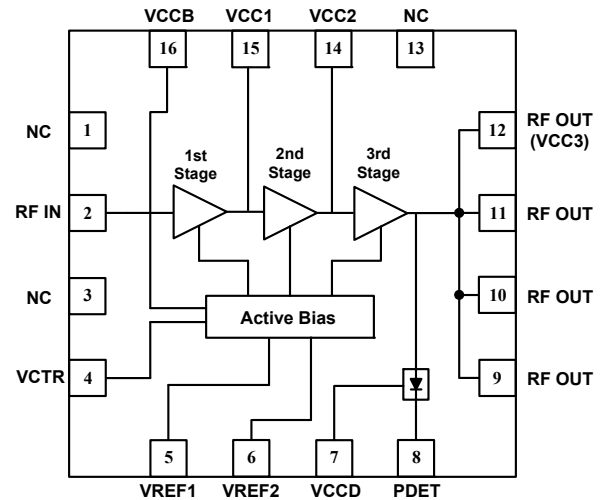 VCCB VCC1 VCC2 NC
16 15 14 13
NC 1
12 RF OUT
(VCC3)
1st
Stage
2nd
Stage
3rd
Stage
RF IN 2
11 RF OUT
NC 3
10 RF OUT
Active Bias
VCTR 4
9 RF OUT
5 6 7 8
VREF1 VREF2 VCCD PDET